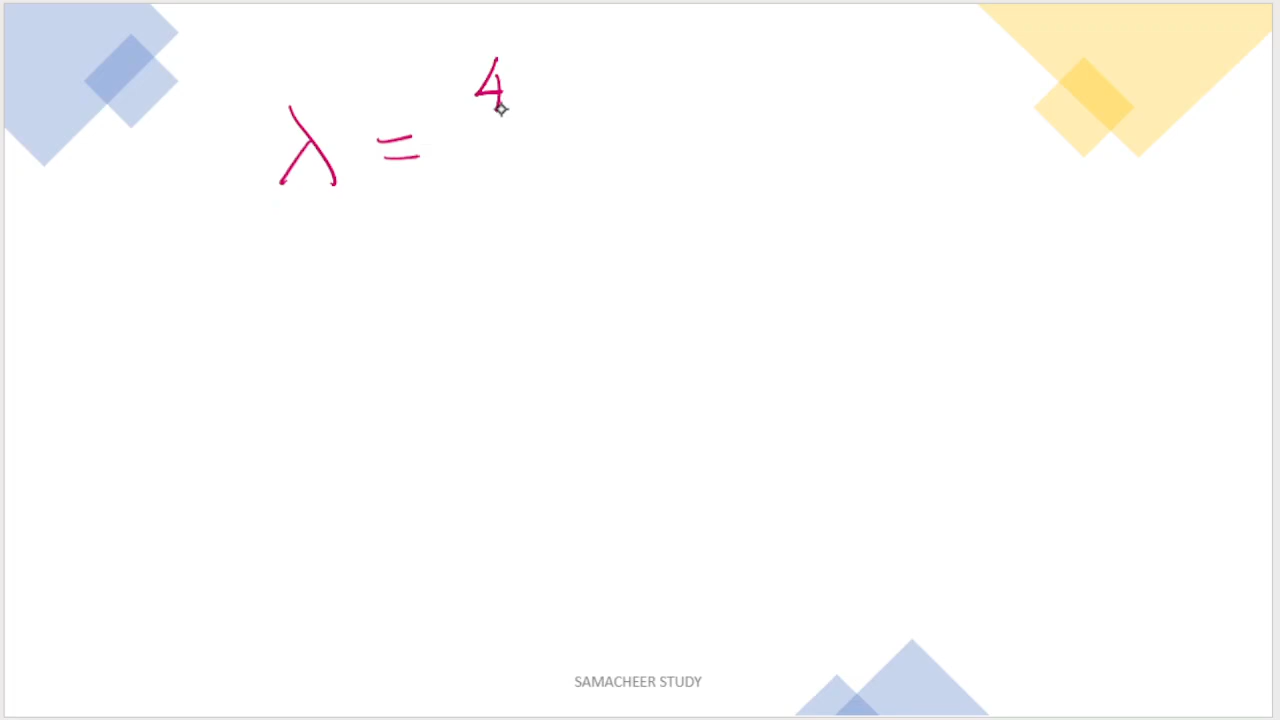 λ = 4
SAMACHEER STUDY